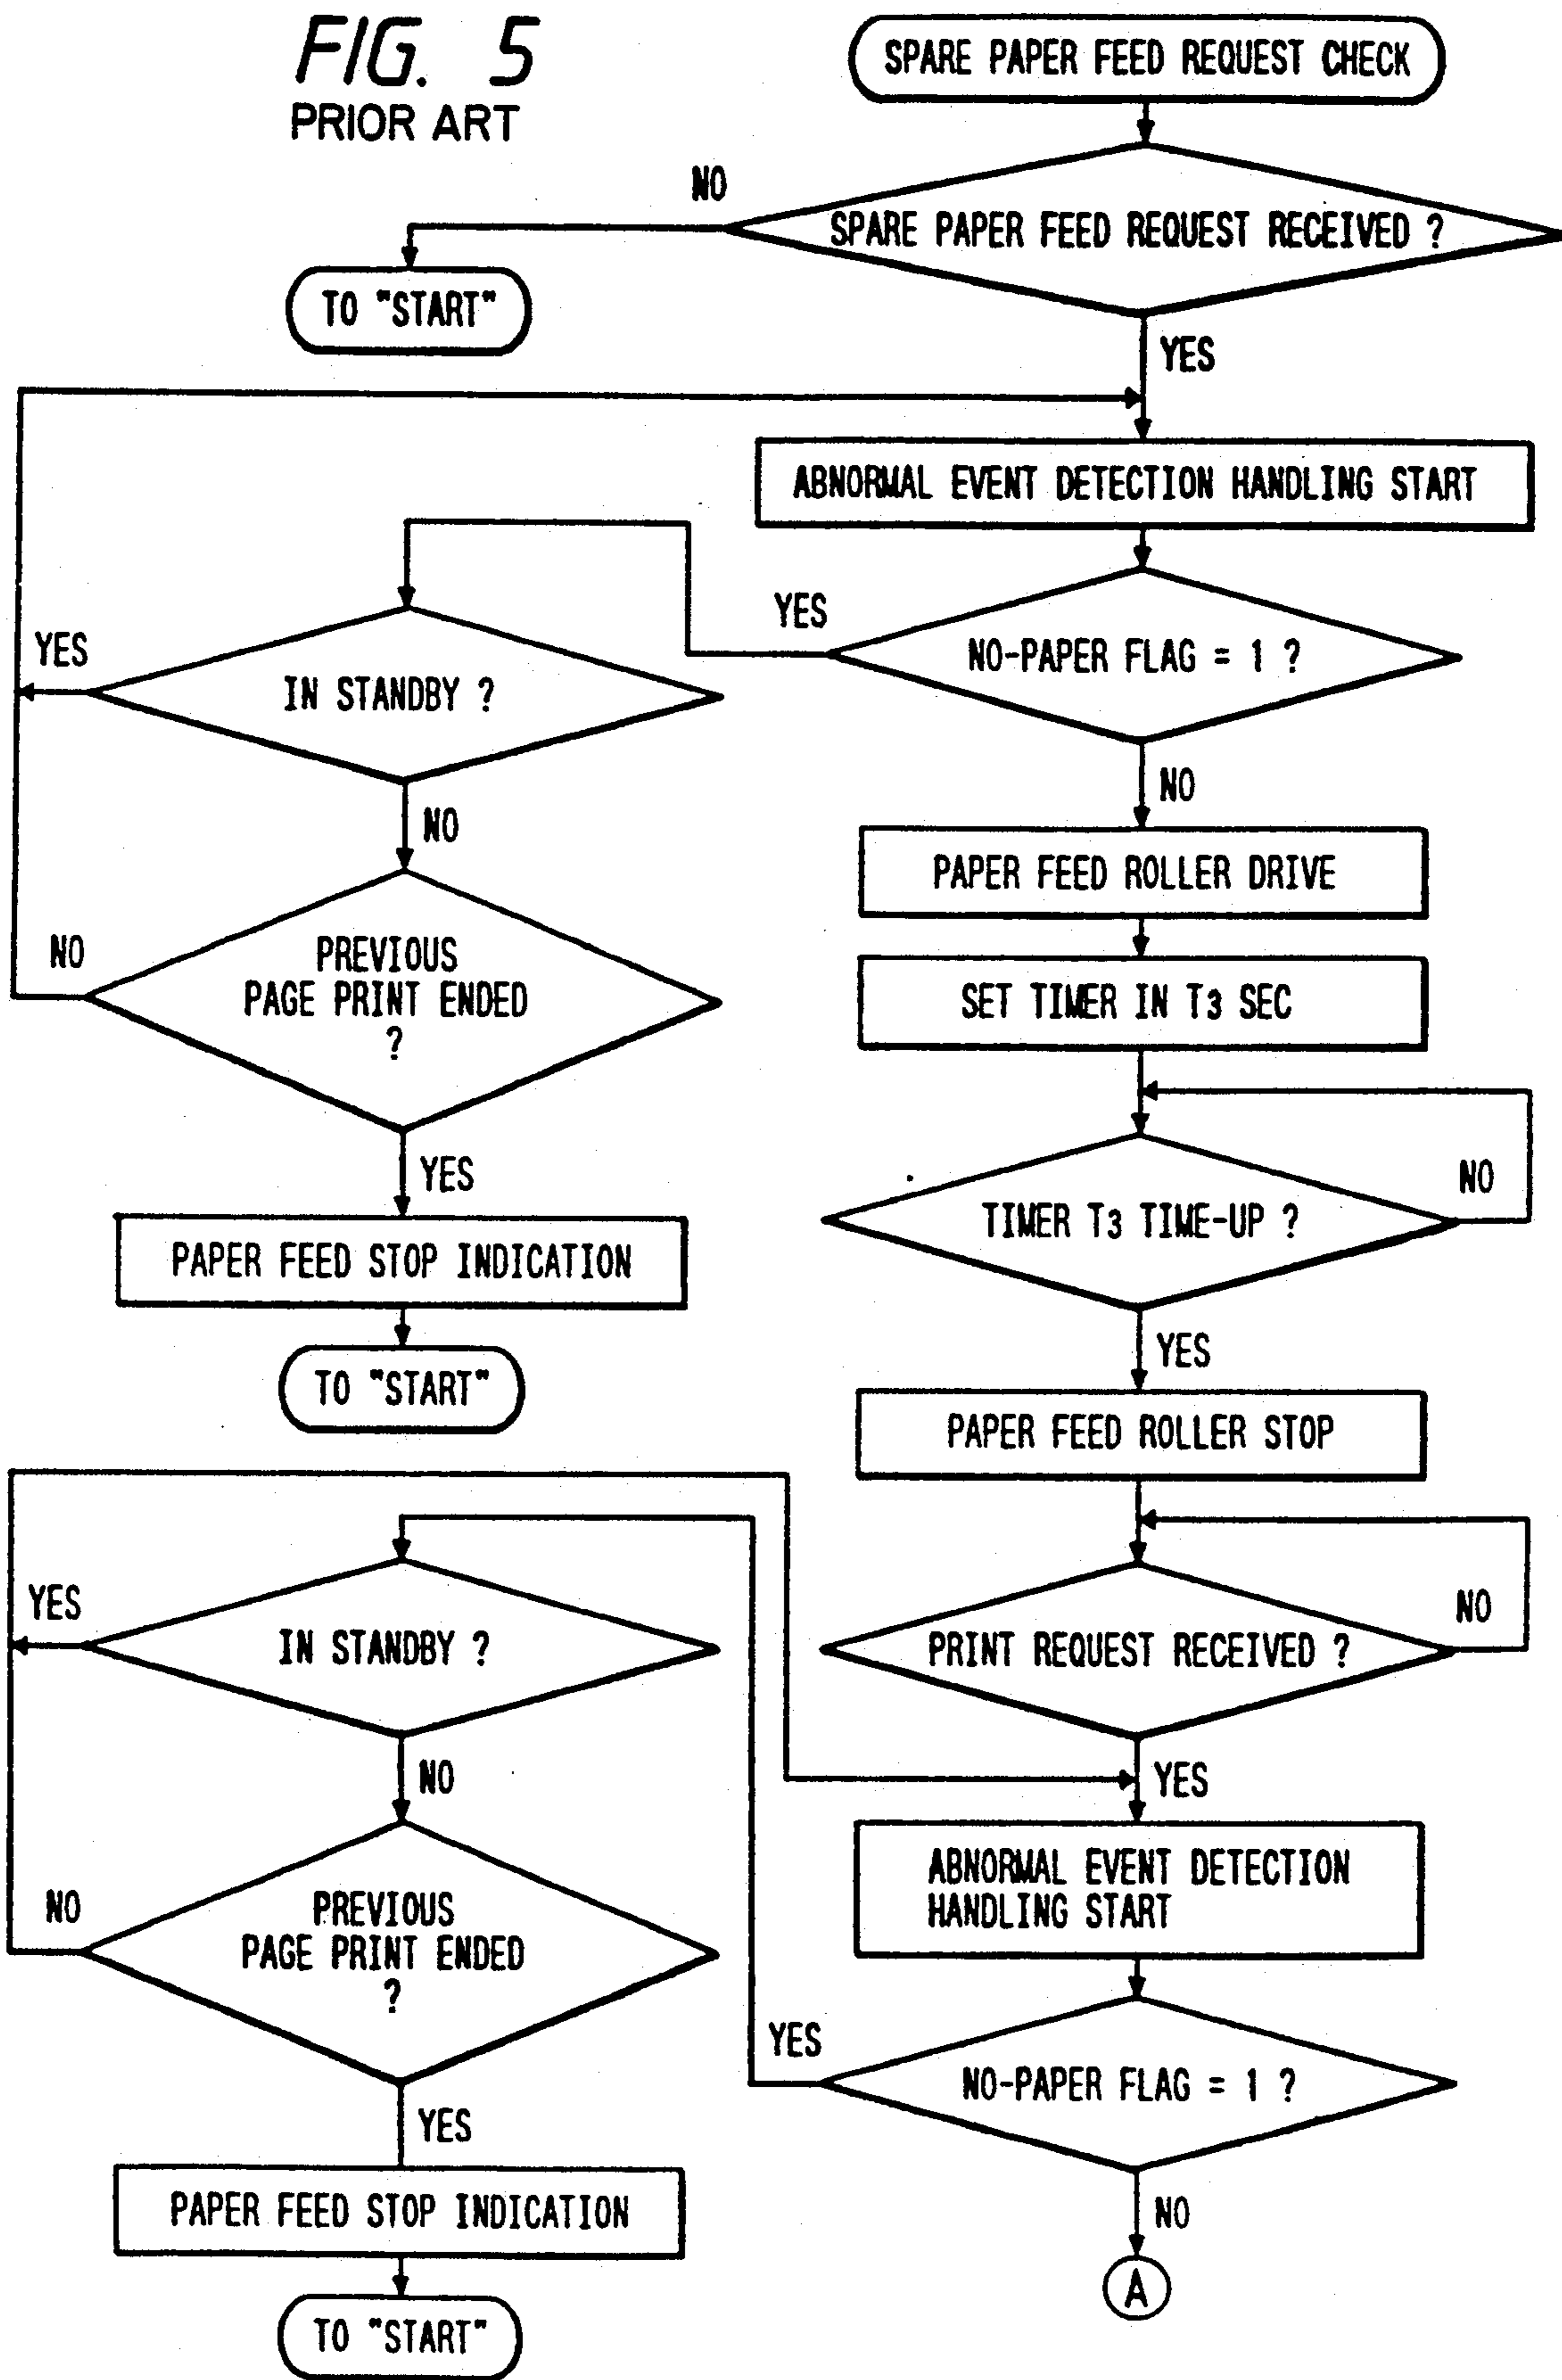 FIG. 5
PRIOR ART
SPARE PAPER FEED REQUEST CHECK
NO
SPARE PAPER FEED REQUEST RECEIVED ?
TO "START"
YES
ABNORMAL EVENT DETECTION HANDLING START
YES
NO-PAPER FLAG = 1 ?
YES
IN STANDBY ?
NO
NO
PAPER FEED ROLLER DRIVE
NO
PREVIOUS
PAGE PRINT ENDED
?
SET TIMER IN T3 SEC
YES
NO
TIMER T3 TIME-UP ?
PAPER FEED STOP INDICATION
YES
TO "START"
PAPER FEED ROLLER STOP
YES
IN STANDBY ?
NO
PRINT REQUEST RECEIVED ?
NO
YES
ABNORMAL EVENT DETECTION
HANDLING START
NO
PREVIOUS
PAGE PRINT ENDED
?
YES
NO-PAPER FLAG = 1 ?
YES
PAPER FEED STOP INDICATION
NO
A
TO "START"